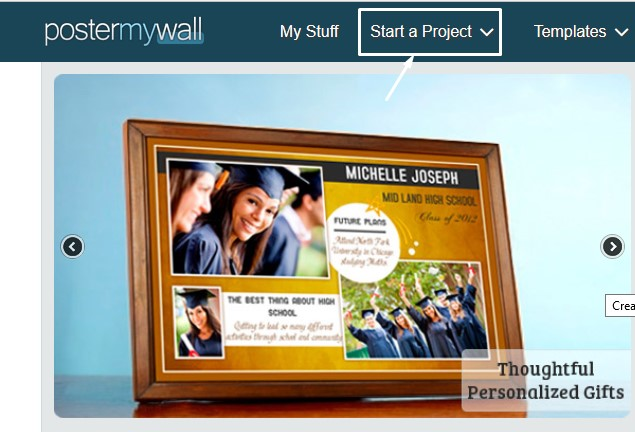 postermywall
My Stuff
Start a Project
Templates
MICHELLE JOSEPH
MID LAND HIGH SCHOOL
Class of 2012
FUTURE PLANS
Attend North Park
University in Chicago
studying Maths
THE BEST THING ABOUT HIGH
SCHOOL
Getting to lead so many different
activities through school and community
Crea
Thoughtful
Personalized Gifts